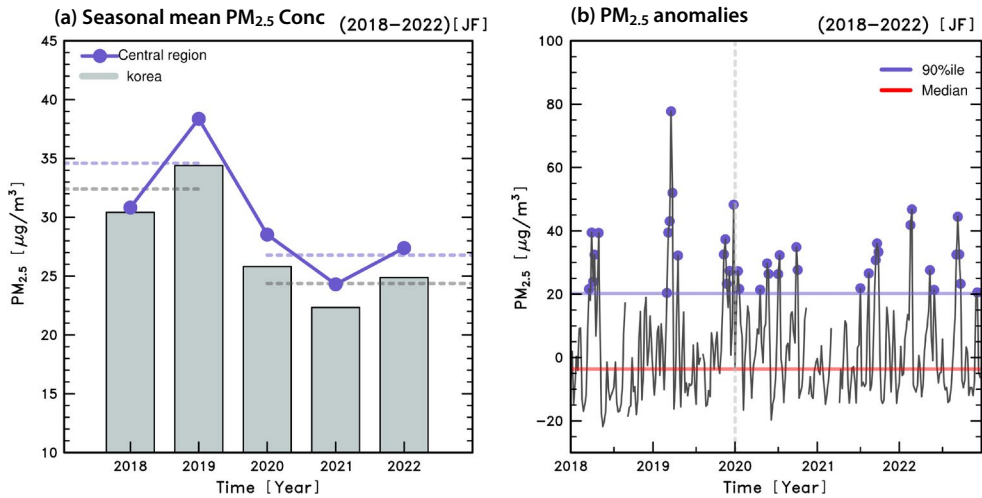 (a) Seasonal mean PM2.5 Conc
(2018−2022)[JF]
45
40
35
30
25
20
15
10
PM2.5 [μg/m³]
Central region
korea
2018 2019 2020 2021 2022
Time [Year]
(b) PM2.5 anomalies
(2018−2022) [JF]
100
80
60
40
20
0
−20
PM2.5 [μg/m³]
90%ile
Median
2018 2019 2020 2021 2022
Time [Year]